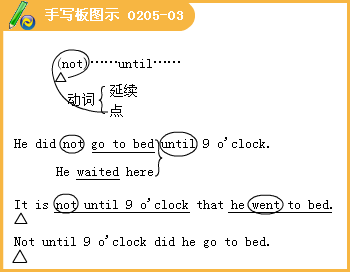 手写板图示 0205-03
(not)……until……
动词 { 延续
点
He did not go to bed until 9 o'clock.
He waited here
It is not until 9 o'clock that he went to bed.
Not until 9 o'clock did he go to bed.